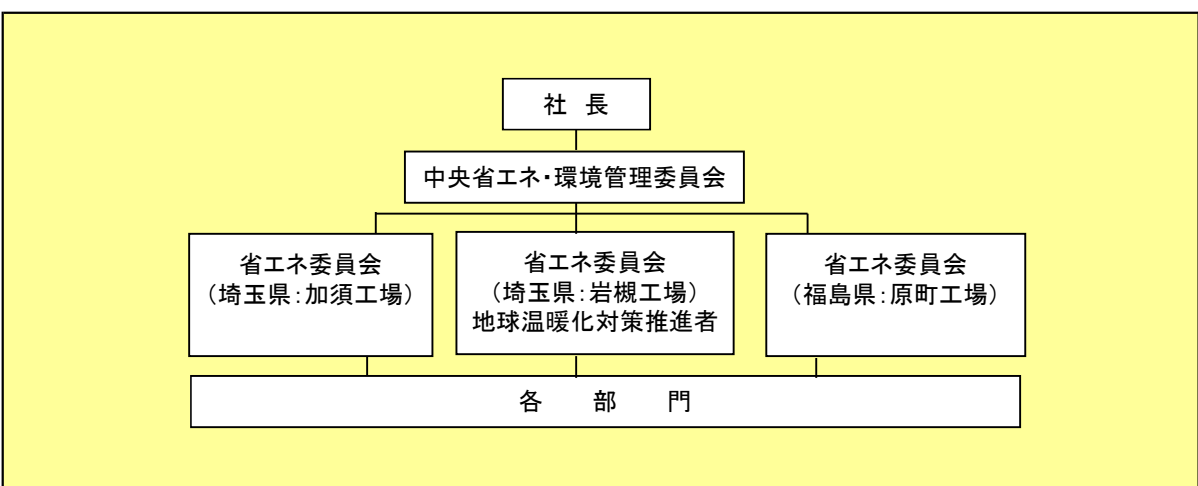 社 長
中央省エネ・環境管理委員会
省エネ委員会
（埼玉県：加須工場）
省エネ委員会
（埼玉県：岩槻工場）
地球温暖化対策推進者
省エネ委員会
（福島県：原町工場）
各 部 門